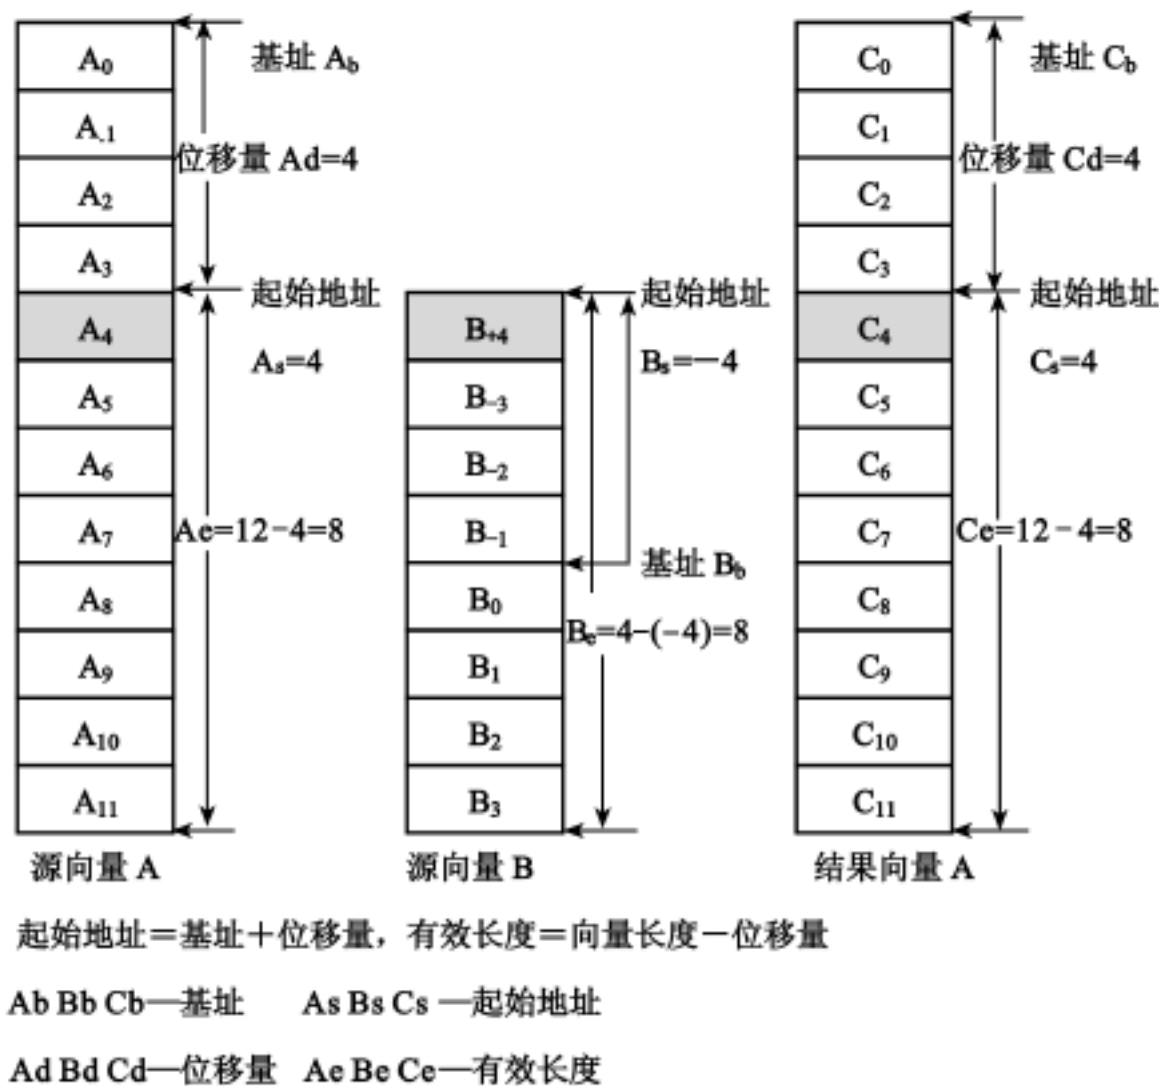 A₀ 基址 A_b C₀ 基址 C_b
A.₁ C₁
位移量 Ad=4 位移量 Cd=4
A₂ C₂
A₃ C₃
起始地址 起始地址 起始地址
A₄ B₊₄ C₄
Aₛ=4 Bₛ=—4 Cₛ=4
A₅ B₋₃ C₅
A₆ B₋₂ C₆
A₇ Ae=12-4=8 B₋₁ C₇ Ce=12-4=8
基址 B_b
A₈ B₀ C₈
Bₑ=4-(-4)=8
A₉ B₁ C₉
A₁₀ B₂ C₁₀
A₁₁ B₃ C₁₁
源向量 A 源向量 B 结果向量 A
起始地址=基址+位移量，有效长度=向量长度-位移量
Ab Bb Cb—基址 As Bs Cs —起始地址
Ad Bd Cd—位移量 Ae Be Ce—有效长度